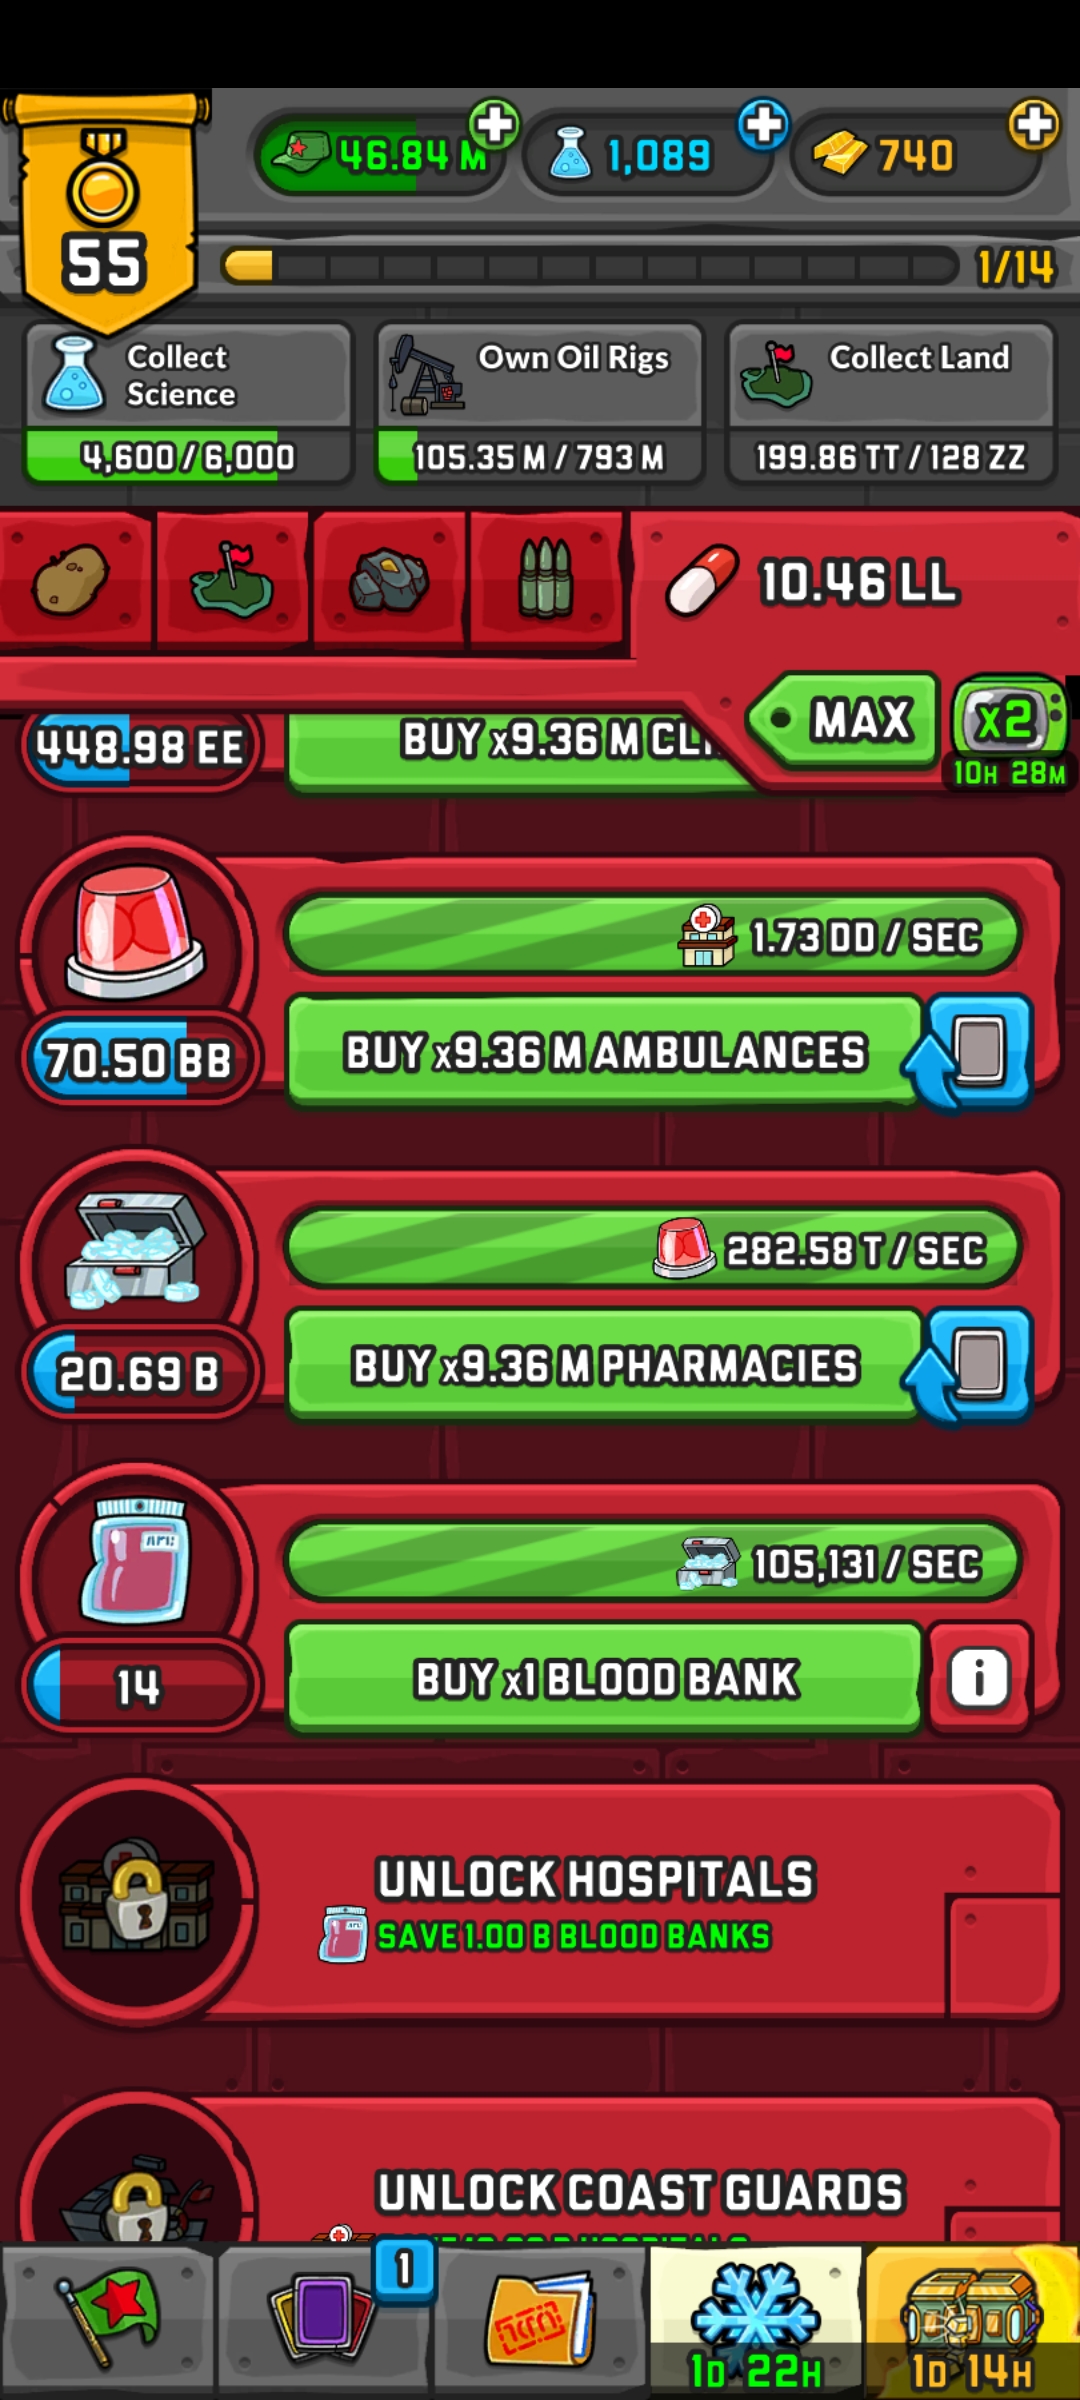 46.84 M
1,089
740
55
1/14
Collect
Science
4,600 / 6,000
Own Oil Rigs
105.35 M / 793 M
Collect Land
199.86 TT / 128 ZZ
10.46 LL
MAX
x2
10H 28M
448.98 EE
BUY x9.36 M
1.73 DD / SEC
70.50 BB
BUY x9.36 M AMBULANCES
282.58 T / SEC
20.69 B
BUY x9.36 M PHARMACIES
105,131 / SEC
14
BUY x1 BLOOD BANK
i
UNLOCK HOSPITALS
SAVE 1.00 B BLOOD BANKS
UNLOCK COAST GUARDS
1
1D 22H
1D 14H